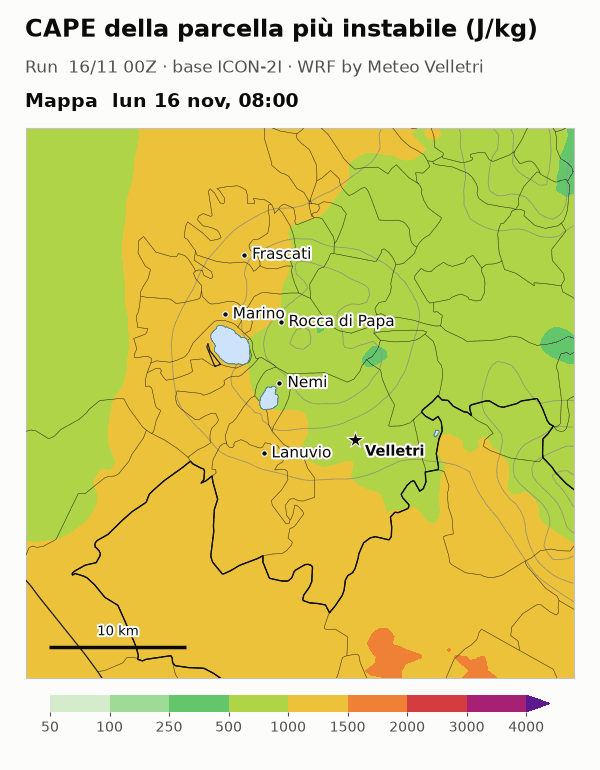 CAPE della parcella più instabile (J/kg)
Run  16/11 00Z · base ICON-2I · WRF by Meteo Velletri
Mappa  lun 16 nov, 08:00
Frascati
Marino
Rocca di Papa
Nemi
Velletri
Lanuvio
10 km
50 100 250 500 1000 1500 2000 3000 4000